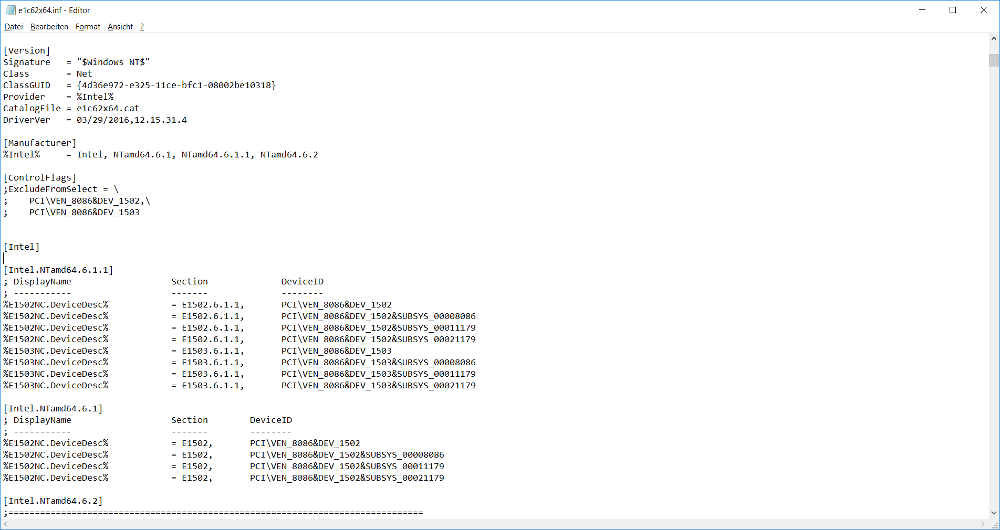 e1c62x64.inf - Editor
Datei Bearbeiten Format Ansicht ?
[Version]
Signature   = "$Windows NT$"
Class       = Net
ClassGUID   = {4d36e972-e325-11ce-bfc1-08002be10318}
Provider    = %Intel%
CatalogFile = e1c62x64.cat
DriverVer   = 03/29/2016,12.15.31.4
[Manufacturer]
%Intel%     = Intel, NTamd64.6.1, NTamd64.6.1.1, NTamd64.6.2
[ControlFlags]
;ExcludeFromSelect = \
;    PCI\VEN_8086&DEV_1502,\
;    PCI\VEN_8086&DEV_1503
[Intel]
[Intel.NTamd64.6.1.1]
; DisplayName                   Section              DeviceID
; -----------                   -------              --------
%E1502NC.DeviceDesc%            = E1502.6.1.1,       PCI\VEN_8086&DEV_1502
%E1502NC.DeviceDesc%            = E1502.6.1.1,       PCI\VEN_8086&DEV_1502&SUBSYS_00008086
%E1502NC.DeviceDesc%            = E1502.6.1.1,       PCI\VEN_8086&DEV_1502&SUBSYS_00011179
%E1502NC.DeviceDesc%            = E1502.6.1.1,       PCI\VEN_8086&DEV_1502&SUBSYS_00021179
%E1503NC.DeviceDesc%            = E1503.6.1.1,       PCI\VEN_8086&DEV_1503
%E1503NC.DeviceDesc%            = E1503.6.1.1,       PCI\VEN_8086&DEV_1503&SUBSYS_00008086
%E1503NC.DeviceDesc%            = E1503.6.1.1,       PCI\VEN_8086&DEV_1503&SUBSYS_00011179
%E1503NC.DeviceDesc%            = E1503.6.1.1,       PCI\VEN_8086&DEV_1503&SUBSYS_00021179
[Intel.NTamd64.6.1]
; DisplayName                   Section        DeviceID
; -----------                   -------        --------
%E1502NC.DeviceDesc%            = E1502,       PCI\VEN_8086&DEV_1502
%E1502NC.DeviceDesc%            = E1502,       PCI\VEN_8086&DEV_1502&SUBSYS_00008086
%E1502NC.DeviceDesc%            = E1502,       PCI\VEN_8086&DEV_1502&SUBSYS_00011179
%E1502NC.DeviceDesc%            = E1502,       PCI\VEN_8086&DEV_1502&SUBSYS_00021179
[Intel.NTamd64.6.2]
;===============================================================================